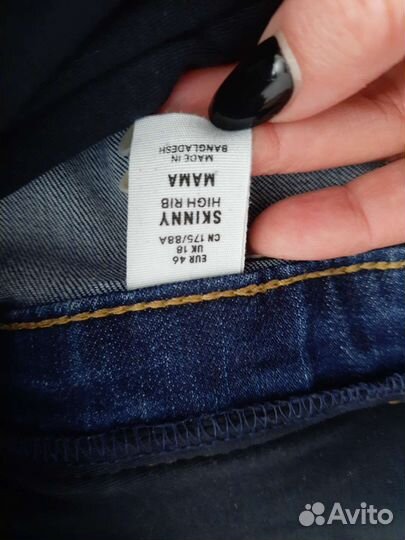 EUR 46
UK 18
CN 175/88A
HIGH RIB
SKINNY
MAMA
MADE IN
BANGLADESH
Avito